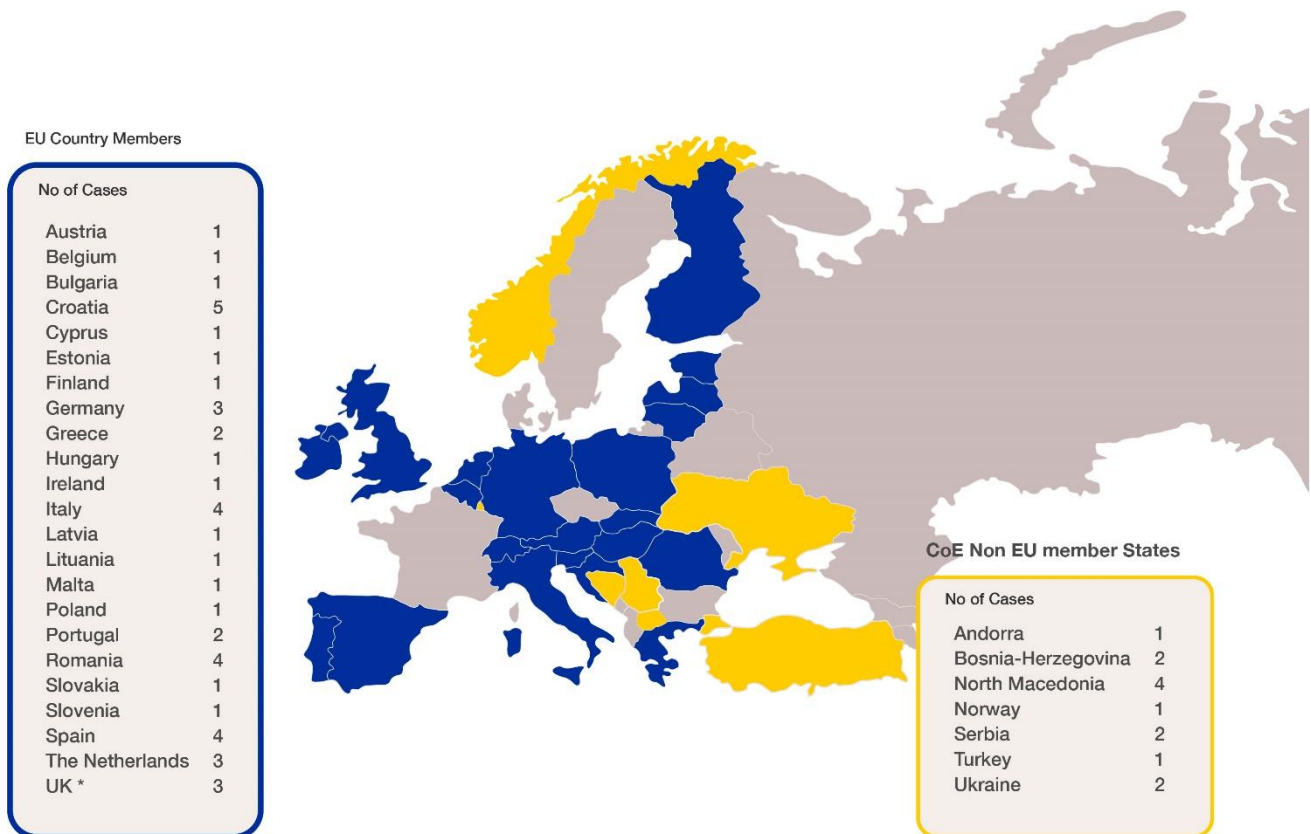 EU Country Members
No of Cases
Austria 1
Belgium 1
Bulgaria 1
Croatia 5
Cyprus 1
Estonia 1
Finland 1
Germany 3
Greece 2
Hungary 1
Ireland 1
Italy 4
Latvia 1
Lituania 1
Malta 1
Poland 1
Portugal 2
Romania 4
Slovakia 1
Slovenia 1
Spain 4
The Netherlands 3
UK * 3
CoE Non EU member States
No of Cases
Andorra 1
Bosnia-Herzegovina 2
North Macedonia 4
Norway 1
Serbia 2
Turkey 1
Ukraine 2